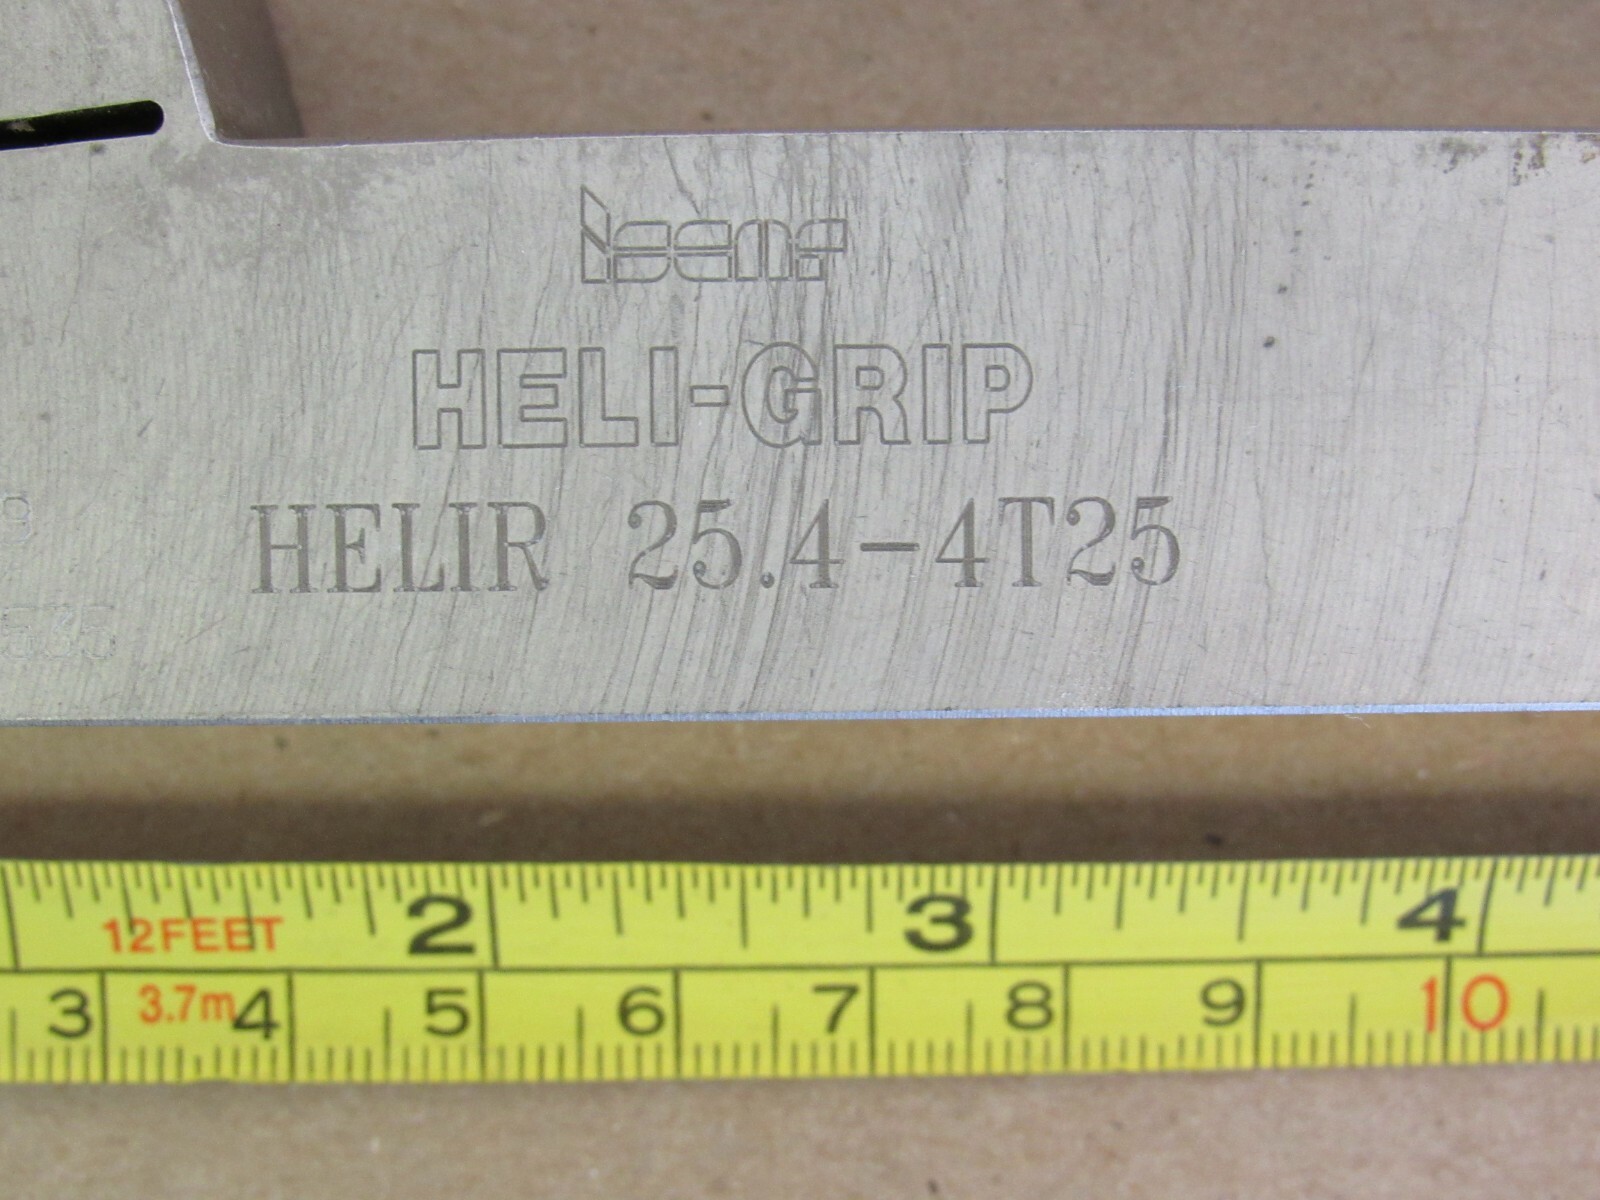 iscar
HELI-GRIP
HELIR 25.4-4T25
535
2 3 4
12FEET
3.7m
3 4 5 6 7 8 9 10